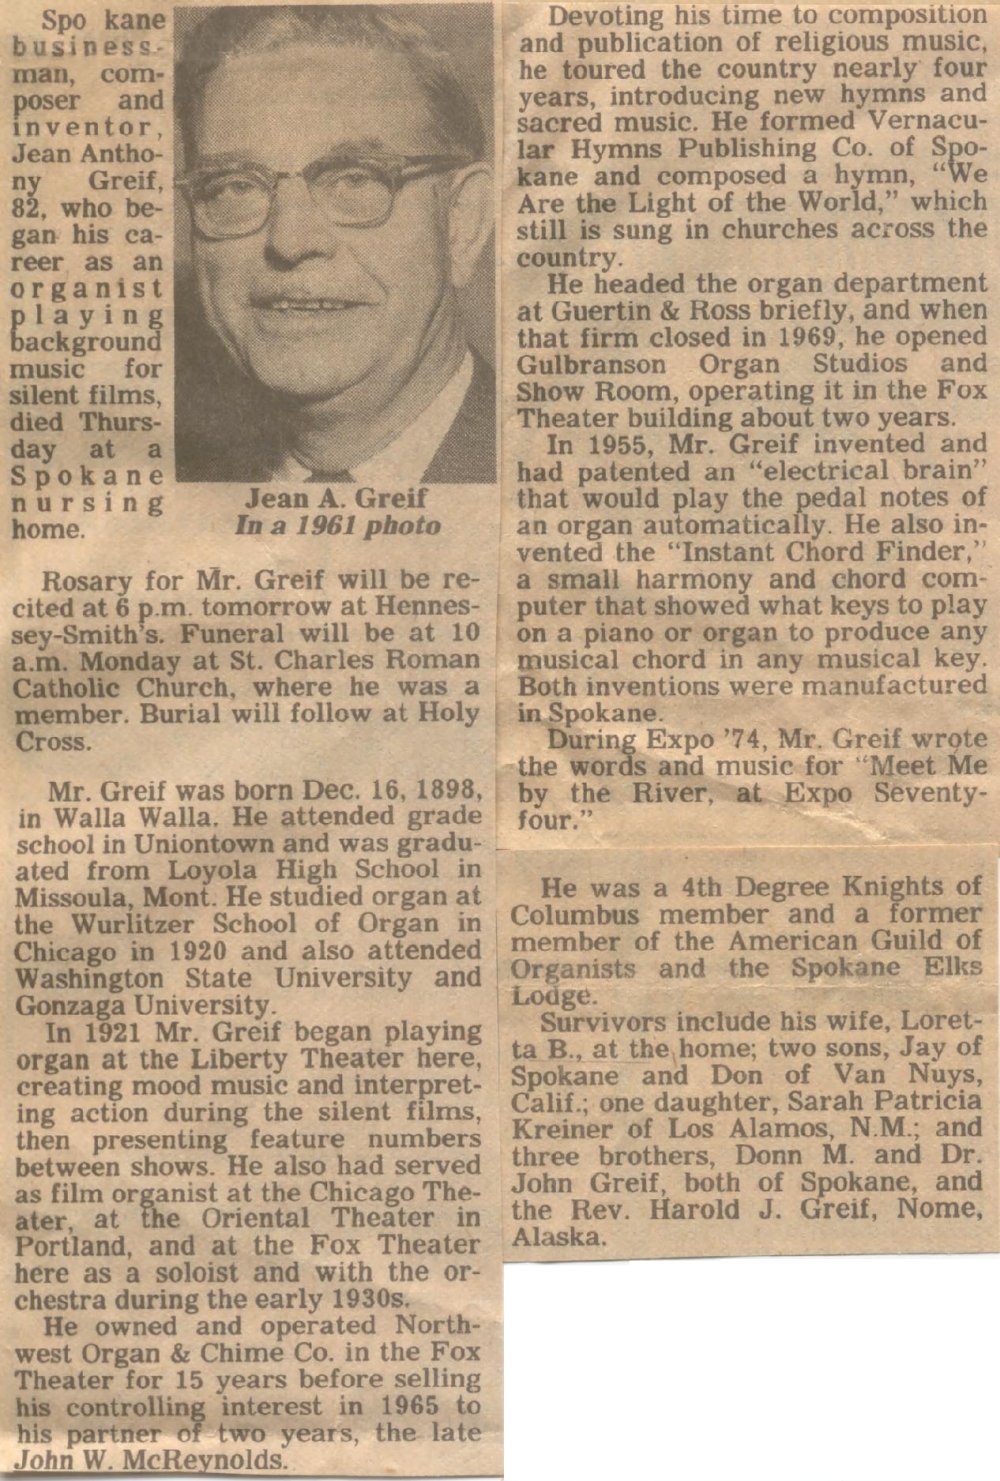 Spo kane
business-
man, com-
poser and
inventor,
Jean Antho-
ny Greif,
82, who be-
gan his ca-
reer as an
organist
playing
background
music for
silent films,
died Thurs-
day at a
Spokane
nursing
home.
Jean A. Greif
In a 1961 photo
Rosary for Mr. Greif will be re-
cited at 6 p.m. tomorrow at Hennes-
sey-Smith's. Funeral will be at 10
a.m. Monday at St. Charles Roman
Catholic Church, where he was a
member. Burial will follow at Holy
Cross.
Mr. Greif was born Dec. 16, 1898,
in Walla Walla. He attended grade
school in Uniontown and was gradu-
ated from Loyola High School in
Missoula, Mont. He studied organ at
the Wurlitzer School of Organ in
Chicago in 1920 and also attended
Washington State University and
Gonzaga University.
In 1921 Mr. Greif began playing
organ at the Liberty Theater here,
creating mood music and interpret-
ing action during the silent films,
then presenting feature numbers
between shows. He also had served
as film organist at the Chicago The-
ater, at the Oriental Theater in
Portland, and at the Fox Theater
here as a soloist and with the or-
chestra during the early 1930s.
He owned and operated North-
west Organ & Chime Co. in the Fox
Theater for 15 years before selling
his controlling interest in 1965 to
his partner of two years, the late
John W. McReynolds.
Devoting his time to composition
and publication of religious music,
he toured the country nearly four
years, introducing new hymns and
sacred music. He formed Vernacu-
lar Hymns Publishing Co. of Spo-
kane and composed a hymn, "We
Are the Light of the World," which
still is sung in churches across the
country.
He headed the organ department
at Guertin & Ross briefly, and when
that firm closed in 1969, he opened
Gulbranson Organ Studios and
Show Room, operating it in the Fox
Theater building about two years.
In 1955, Mr. Greif invented and
had patented an "electrical brain"
that would play the pedal notes of
an organ automatically. He also in-
vented the "Instant Chord Finder,"
a small harmony and chord com-
puter that showed what keys to play
on a piano or organ to produce any
musical chord in any musical key.
Both inventions were manufactured
in Spokane.
During Expo '74, Mr. Greif wrote
the words and music for "Meet Me
by the River, at Expo Seventy-
four."
He was a 4th Degree Knights of
Columbus member and a former
member of the American Guild of
Organists and the Spokane Elks
Lodge.
Survivors include his wife, Loret-
ta B., at the home; two sons, Jay of
Spokane and Don of Van Nuys,
Calif.; one daughter, Sarah Patricia
Kreiner of Los Alamos, N.M.; and
three brothers, Donn M. and Dr.
John Greif, both of Spokane, and
the Rev. Harold J. Greif, Nome,
Alaska.